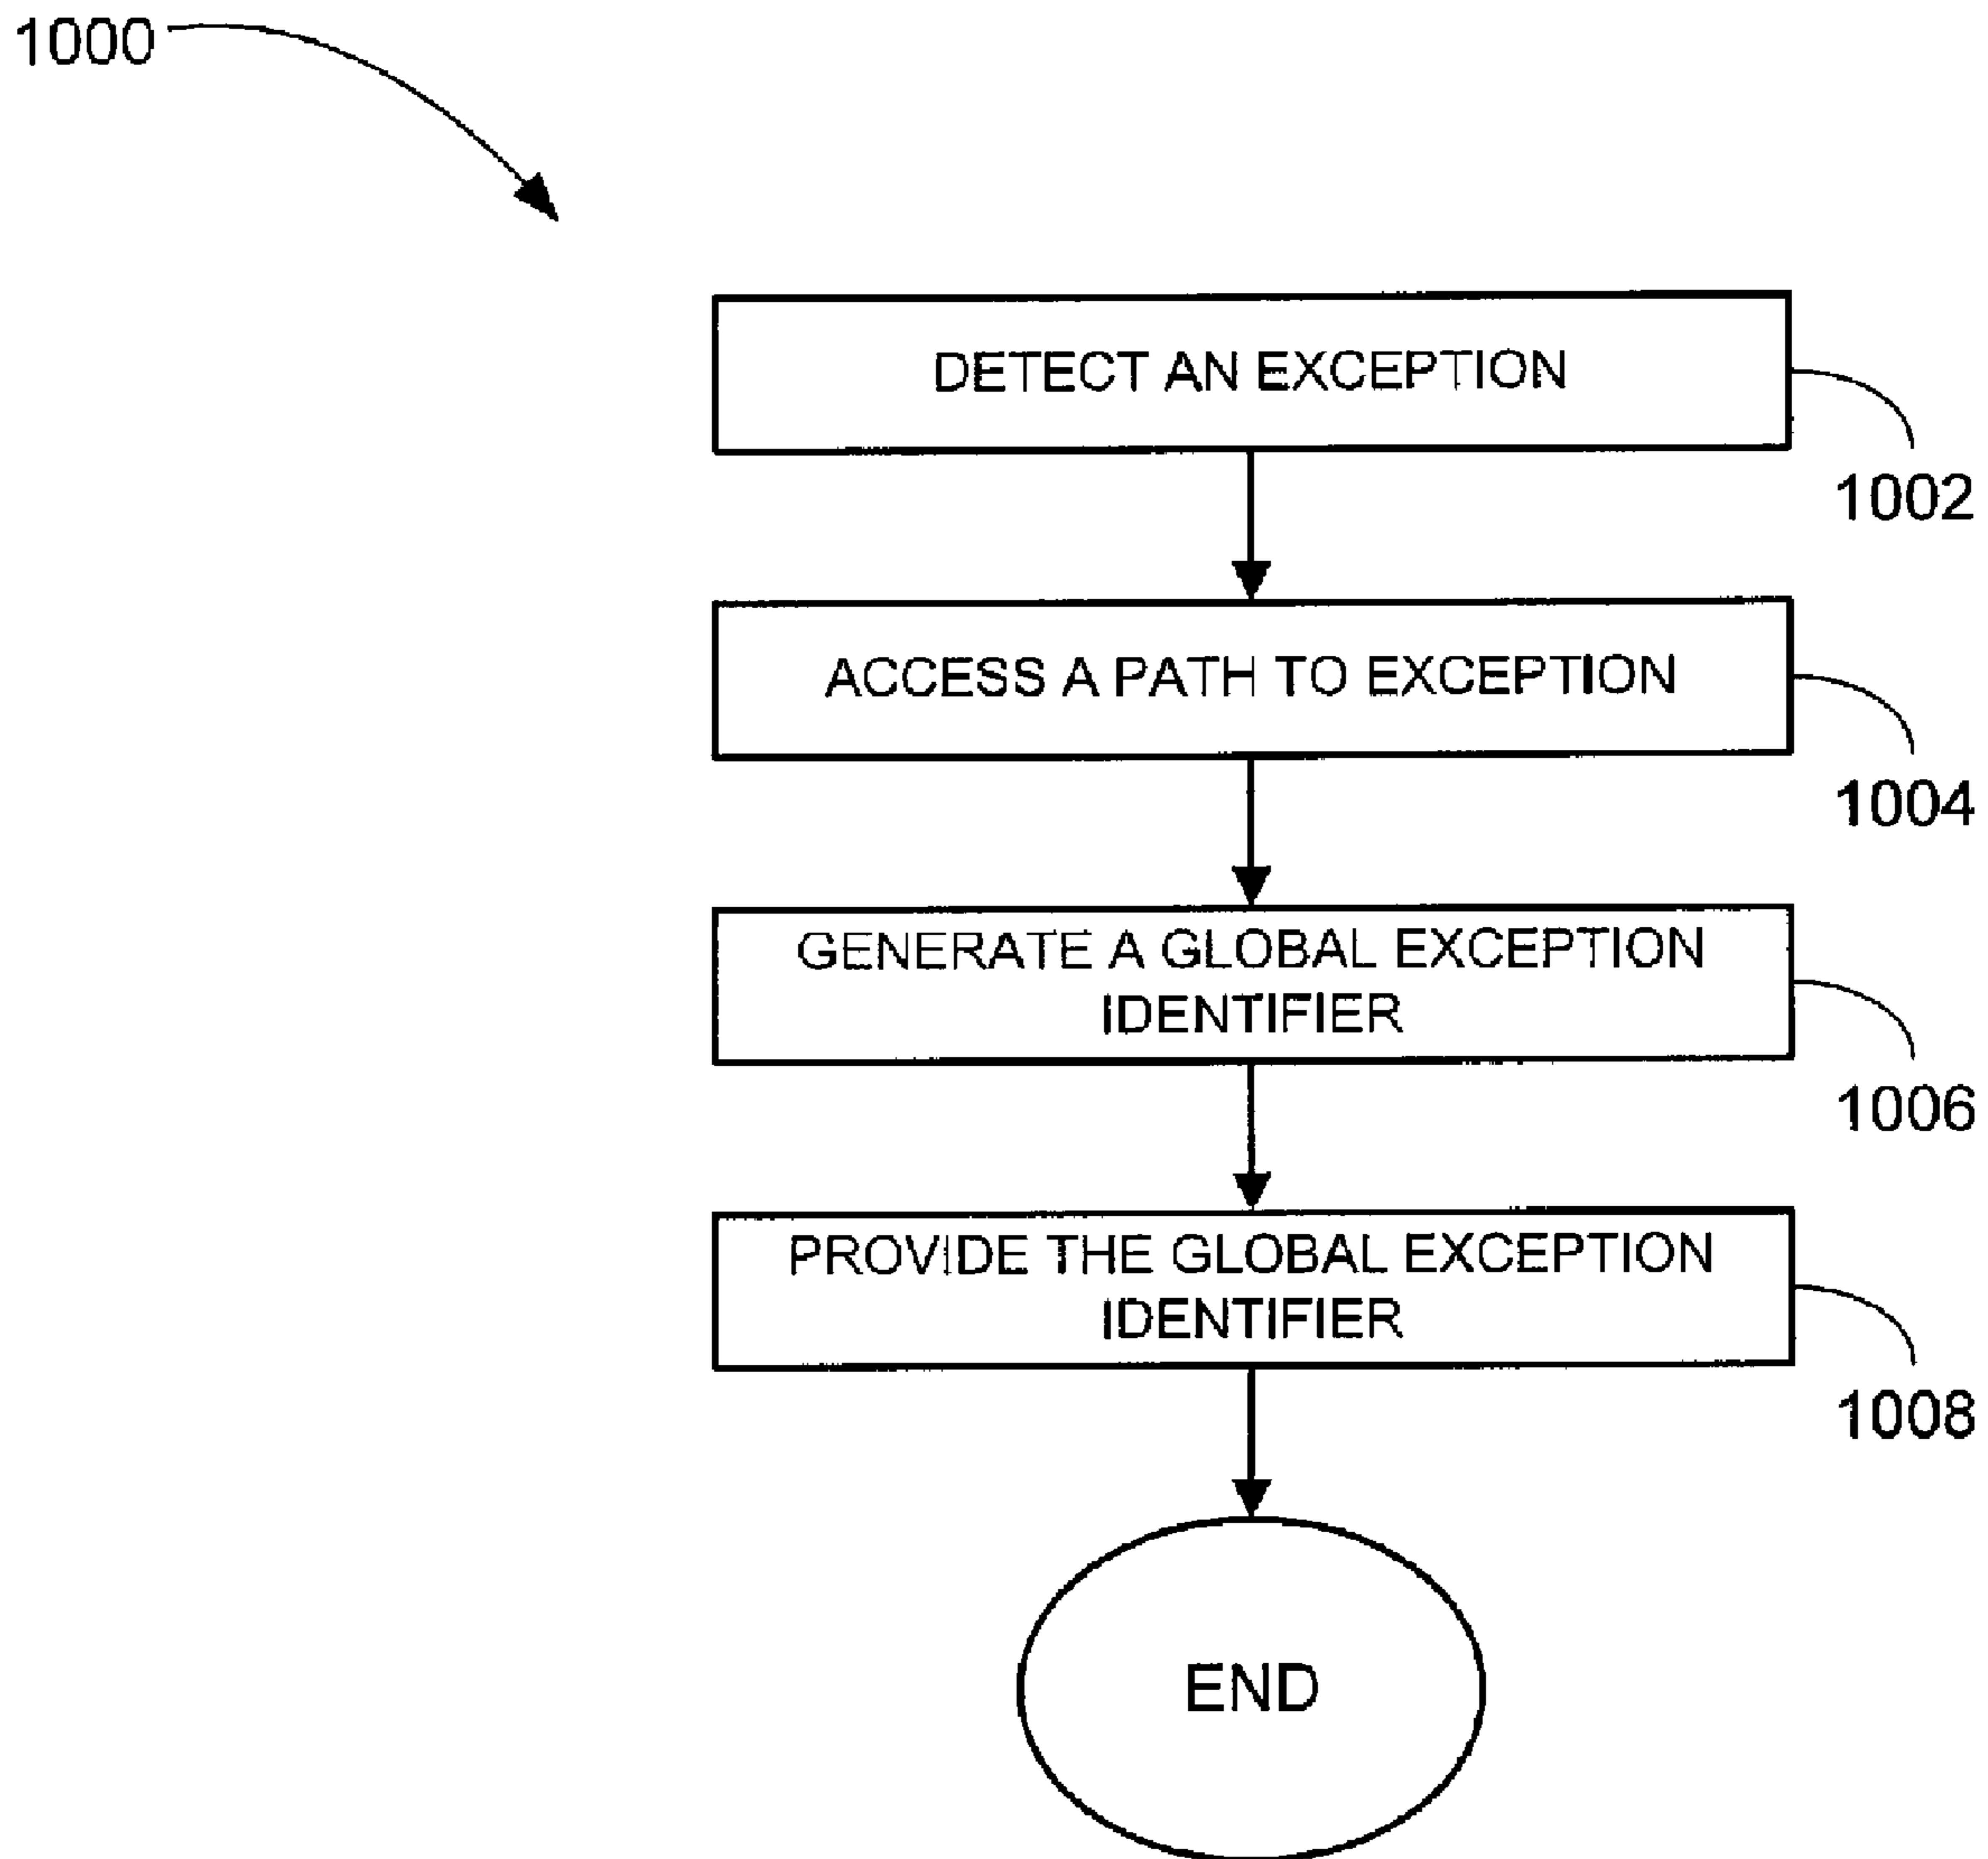 1000
DETECT AN EXCEPTION
1002
ACCESS A PATH TO EXCEPTION
1004
GENERATE A GLOBAL EXCEPTION
IDENTIFIER
1006
PROVIDE THE GLOBAL EXCEPTION
IDENTIFIER
1008
END